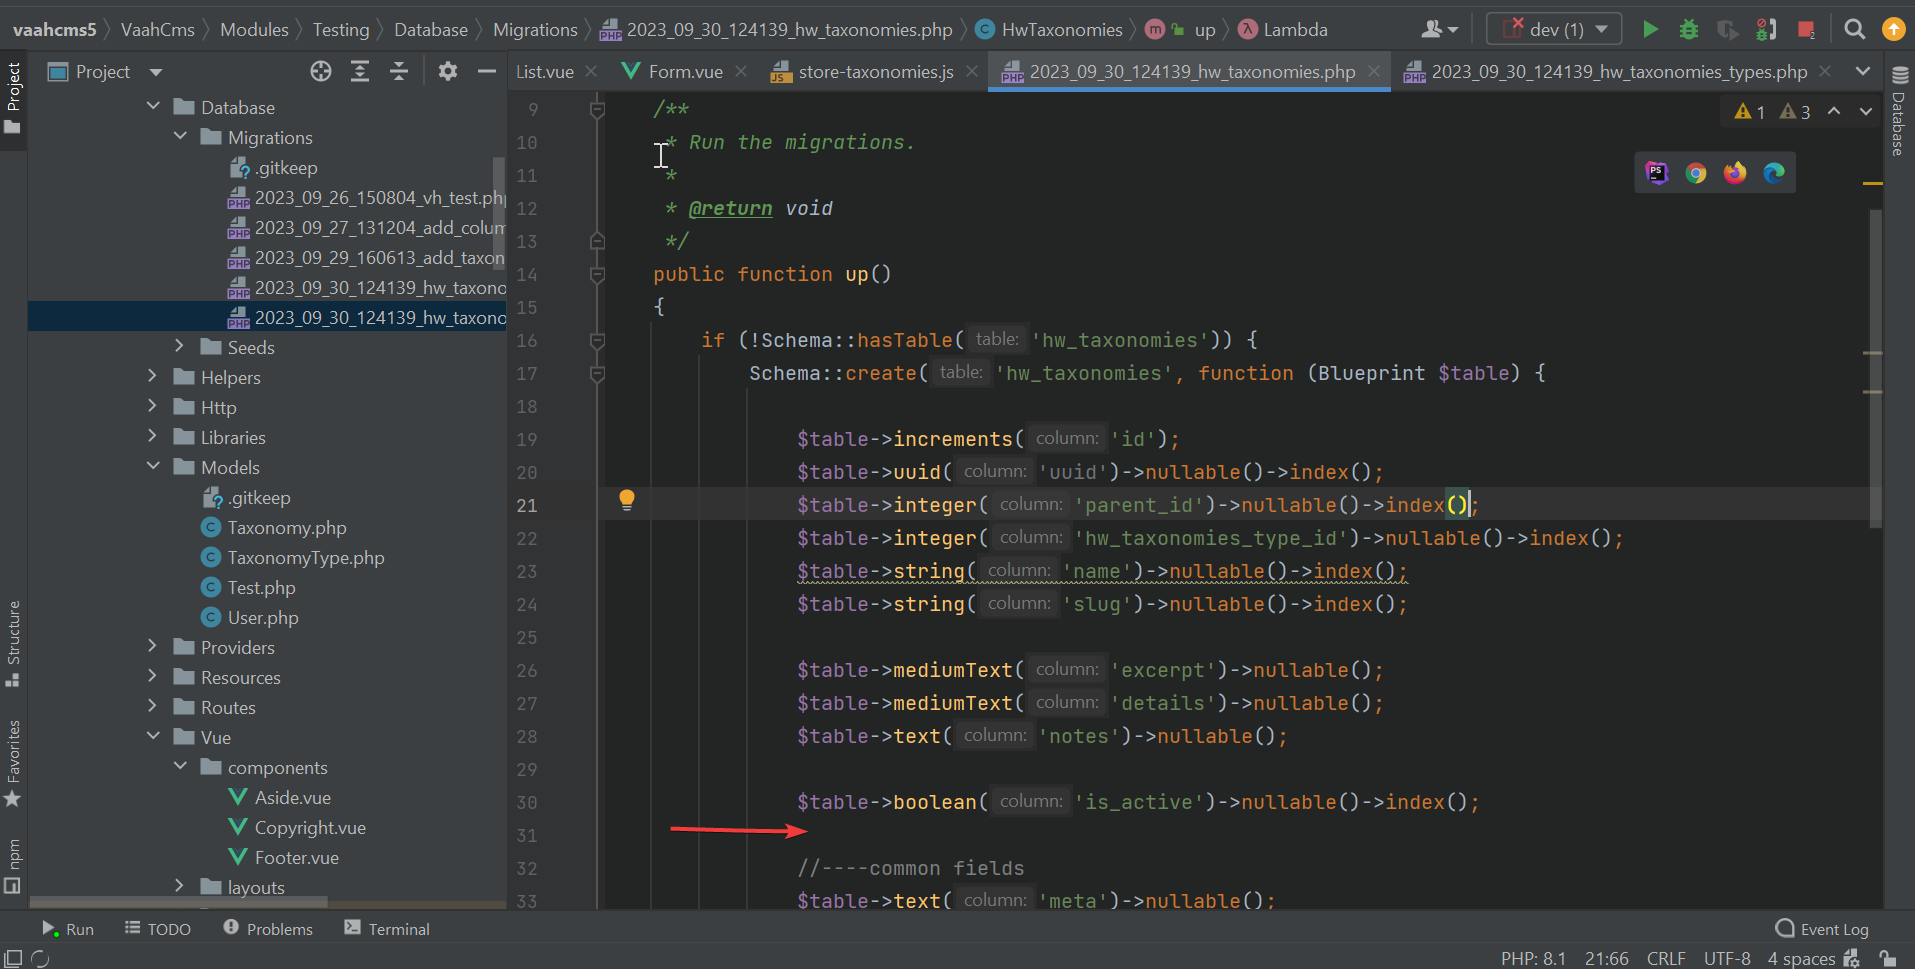 vaahcms5 VaahCms Modules Testing Database Migrations 2023_09_30_124139_hw_taxonomies.php HwTaxonomies up Lambda dev (1)
Project
List.vue Form.vue store-taxonomies.js 2023_09_30_124139_hw_taxonomies.php 2023_09_30_124139_hw_taxonomies_types.php
Project
Structure
Favorites
npm
Database
Migrations
.gitkeep
2023_09_26_150804_vh_test.php
2023_09_27_131204_add_colum
2023_09_29_160613_add_taxon
2023_09_30_124139_hw_taxono
2023_09_30_124139_hw_taxono
Seeds
Helpers
Http
Libraries
Models
.gitkeep
Taxonomy.php
TaxonomyType.php
Test.php
User.php
Providers
Resources
Routes
Vue
components
Aside.vue
Copyright.vue
Footer.vue
layouts
1 3
Database
9 /**
10 * Run the migrations.
11 *
12 * @return void
13 */
14 public function up()
15 {
16 if (!Schema::hasTable( table: 'hw_taxonomies')) {
17 Schema::create( table: 'hw_taxonomies', function (Blueprint $table) {
18
19 $table->increments( column: 'id');
20 $table->uuid( column: 'uuid')->nullable()->index();
21 $table->integer( column: 'parent_id')->nullable()->index();
22 $table->integer( column: 'hw_taxonomies_type_id')->nullable()->index();
23 $table->string( column: 'name')->nullable()->index();
24 $table->string( column: 'slug')->nullable()->index();
25
26 $table->mediumText( column: 'excerpt')->nullable();
27 $table->mediumText( column: 'details')->nullable();
28 $table->text( column: 'notes')->nullable();
29
30 $table->boolean( column: 'is_active')->nullable()->index();
31
32 //----common fields
33 $table->text( column: 'meta')->nullable();
Run TODO Problems Terminal Event Log
PHP: 8.1 21:66 CRLF UTF-8 4 spaces